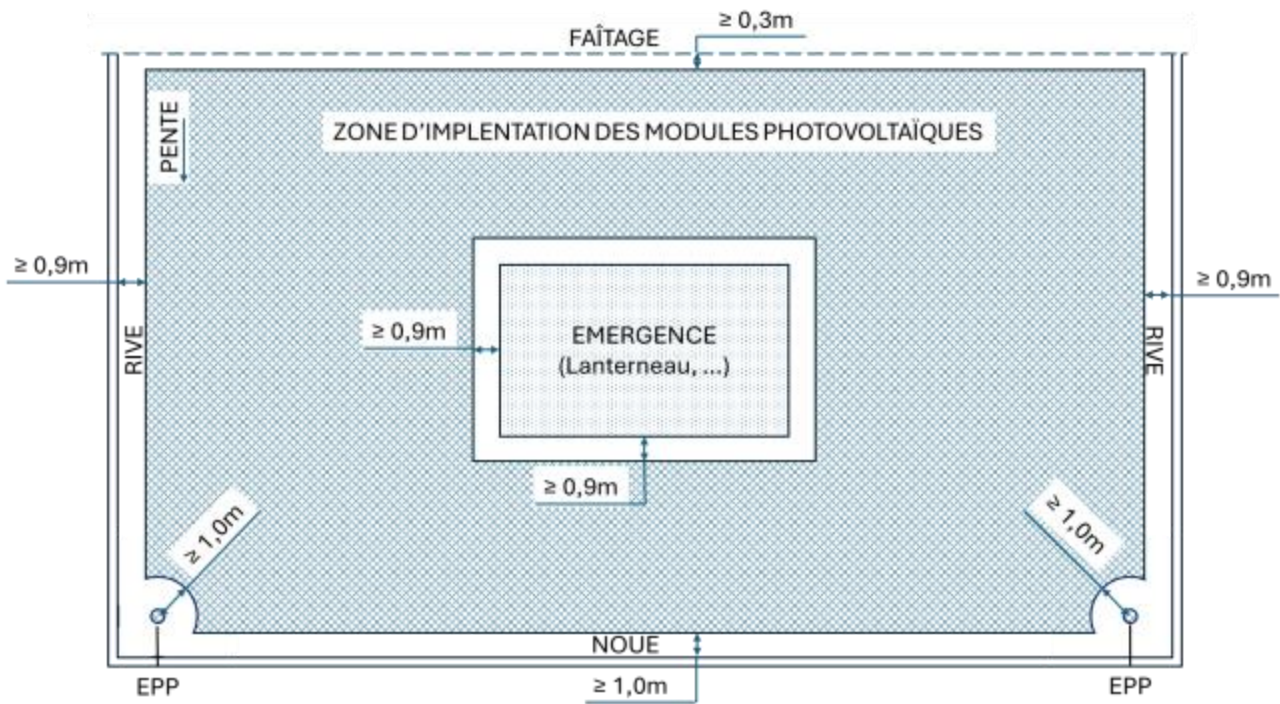 ≥ 0,3m
FAÎTAGE
PENTE
ZONE D'IMPLENTATION DES MODULES PHOTOVOLTAÏQUES
≥ 0,9m
≥ 0,9m
≥ 0,9m
RIVE
EMERGENCE
(Lanterneau, ...)
RIVE
≥ 0,9m
≥ 1,0m
≥ 1,0m
NOUE
EPP
≥ 1,0m
EPP